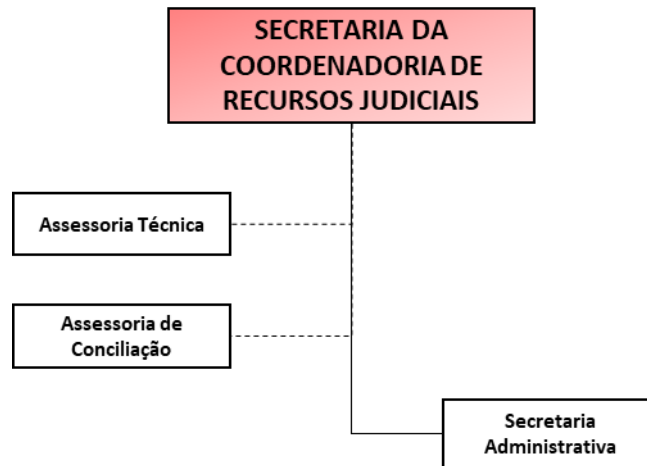 SECRETARIA DA
COORDENADORIA DE
RECURSOS JUDICIAIS
Assessoria Técnica
Assessoria de
Conciliação
Secretaria
Administrativa